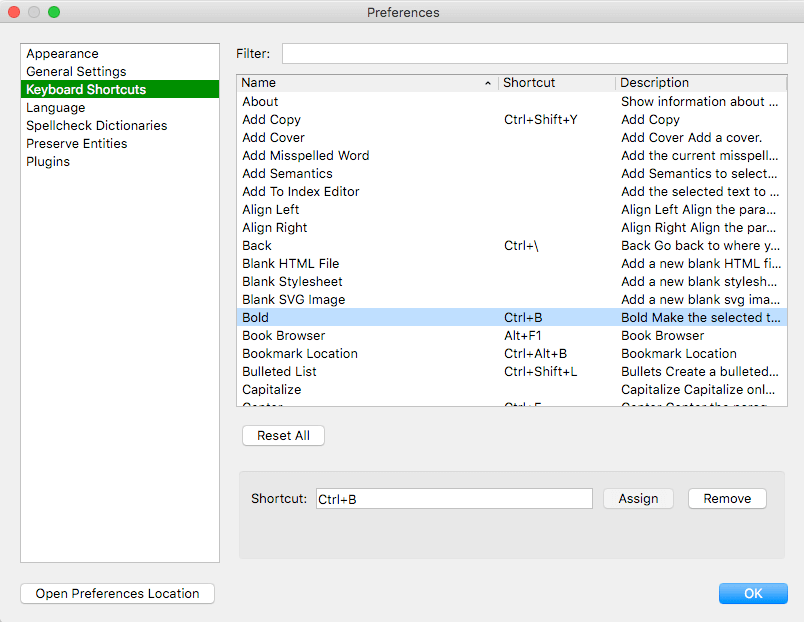 Preferences
Appearance
General Settings
Keyboard Shortcuts
Language
Spellcheck Dictionaries
Preserve Entities
Plugins
Filter:
Name Shortcut Description
About Show information about ...
Add Copy Ctrl+Shift+Y Add Copy
Add Cover Add Cover Add a cover.
Add Misspelled Word Add the current misspell...
Add Semantics Add Semantics to select...
Add To Index Editor Add the selected text to ...
Align Left Align Left Align the para...
Align Right Align Right Align the par...
Back Ctrl+\ Back Go back to where y...
Blank HTML File Add a new blank HTML fi...
Blank Stylesheet Add a new blank stylesh...
Blank SVG Image Add a new blank svg ima...
Bold Ctrl+B Bold Make the selected t...
Book Browser Alt+F1 Book Browser
Bookmark Location Ctrl+Alt+B Bookmark Location
Bulleted List Ctrl+Shift+L Bullets Create a bulleted...
Capitalize Capitalize Capitalize onl...
Reset All
Shortcut: Ctrl+B Assign Remove
Open Preferences Location OK